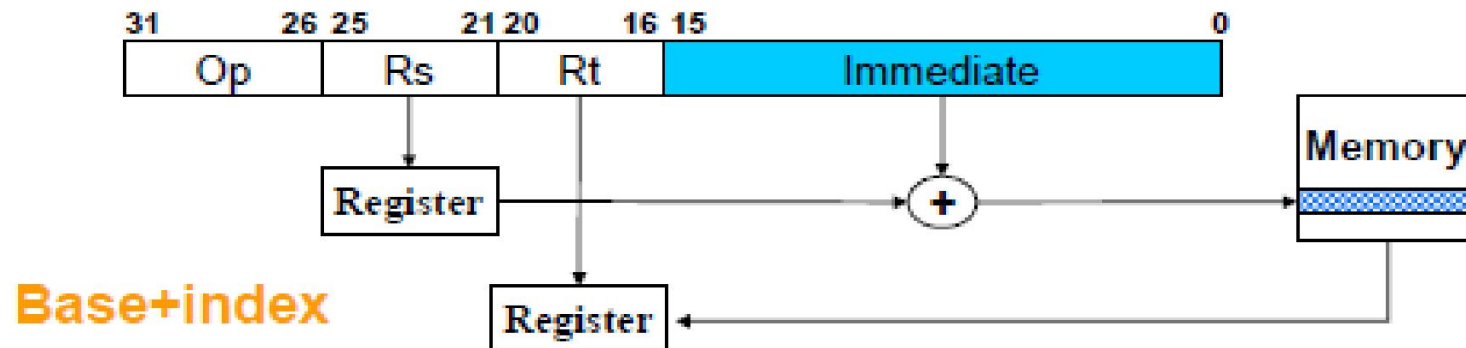 31 26 25 21 20 16 15 0
Op Rs Rt Immediate
Memory
Register +
Base+index
Register